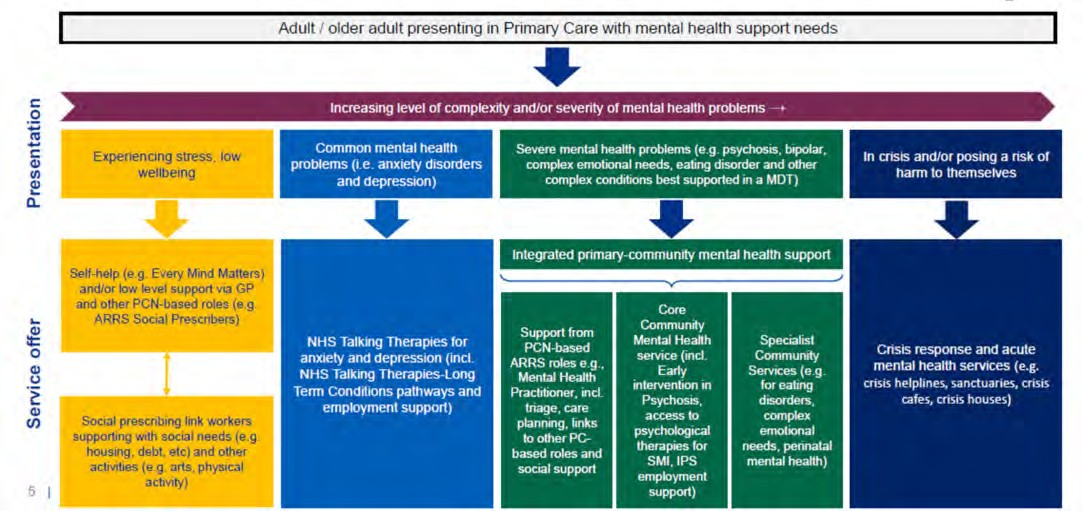 Adult / older adult presenting in Primary Care with mental health support needs
Increasing level of complexity and/or severity of mental health problems →
Presentation
Experiencing stress, low
wellbeing
Common mental health
problems (i.e. anxiety disorders
and depression)
Severe mental health problems (e.g. psychosis, bipolar,
complex emotional needs, eating disorder and other
complex conditions best supported in a MDT)
In crisis and/or posing a risk of
harm to themselves
Service offer
Self-help (e.g. Every Mind Matters)
and/or low level support via GP
and other PCN-based roles (e.g.
ARRS Social Prescribers)
Social prescribing link workers
supporting with social needs (e.g.
housing, debt, etc) and other
activities (e.g. arts, physical
activity)
NHS Talking Therapies for
anxiety and depression (incl.
NHS Talking Therapies-Long
Term Conditions pathways and
employment support)
Integrated primary-community mental health support
Support from
PCN-based
ARRS roles e.g.,
Mental Health
Practitioner, incl.
triage, care
planning, links
to other PC-
based roles and
social support
Core
Community
Mental Health
service (incl.
Early
intervention in
Psychosis,
access to
psychological
therapies for
SMI, IPS
employment
support)
Specialist
Community
Services (e.g.
for eating
disorders,
complex
emotional
needs, perinatal
mental health)
Crisis response and acute
mental health services (e.g.
crisis helplines, sanctuaries, crisis
cafes, crisis houses)
5 |